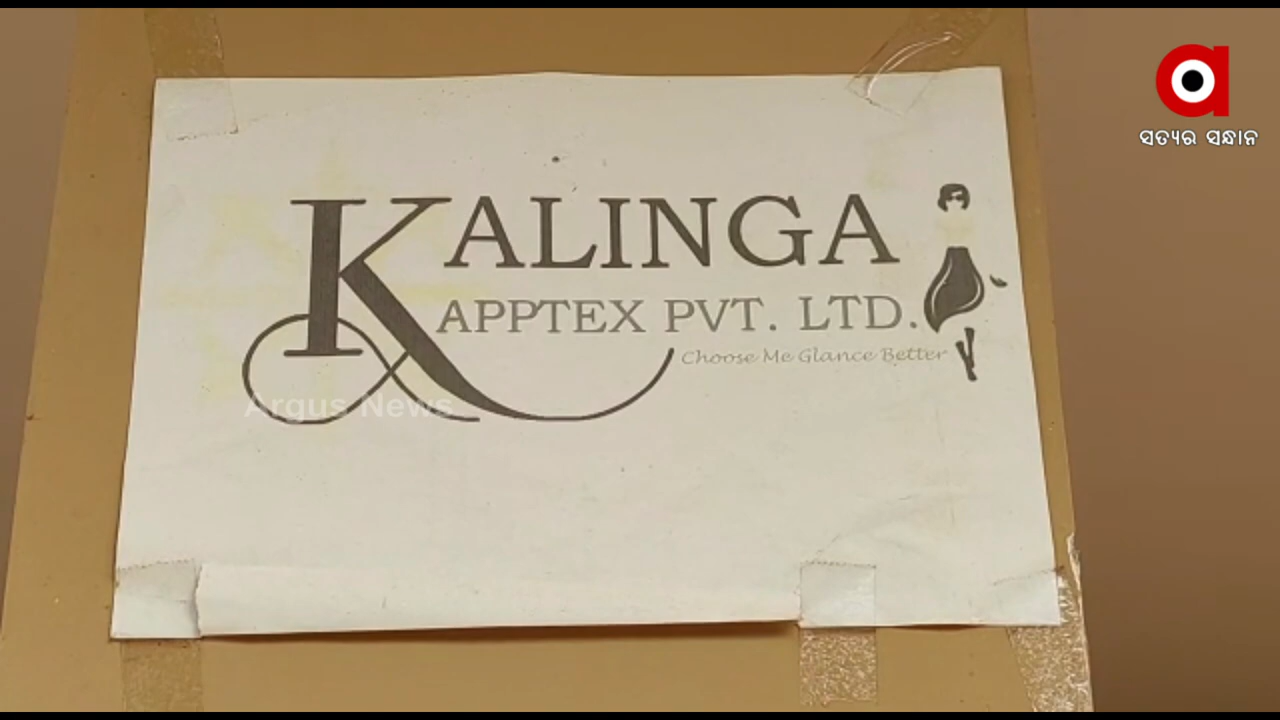 ସତ୍ୟର ସନ୍ଧାନ
KALINGA
APPTEX PVT. LTD.
Choose Me Glance Better
Argus News